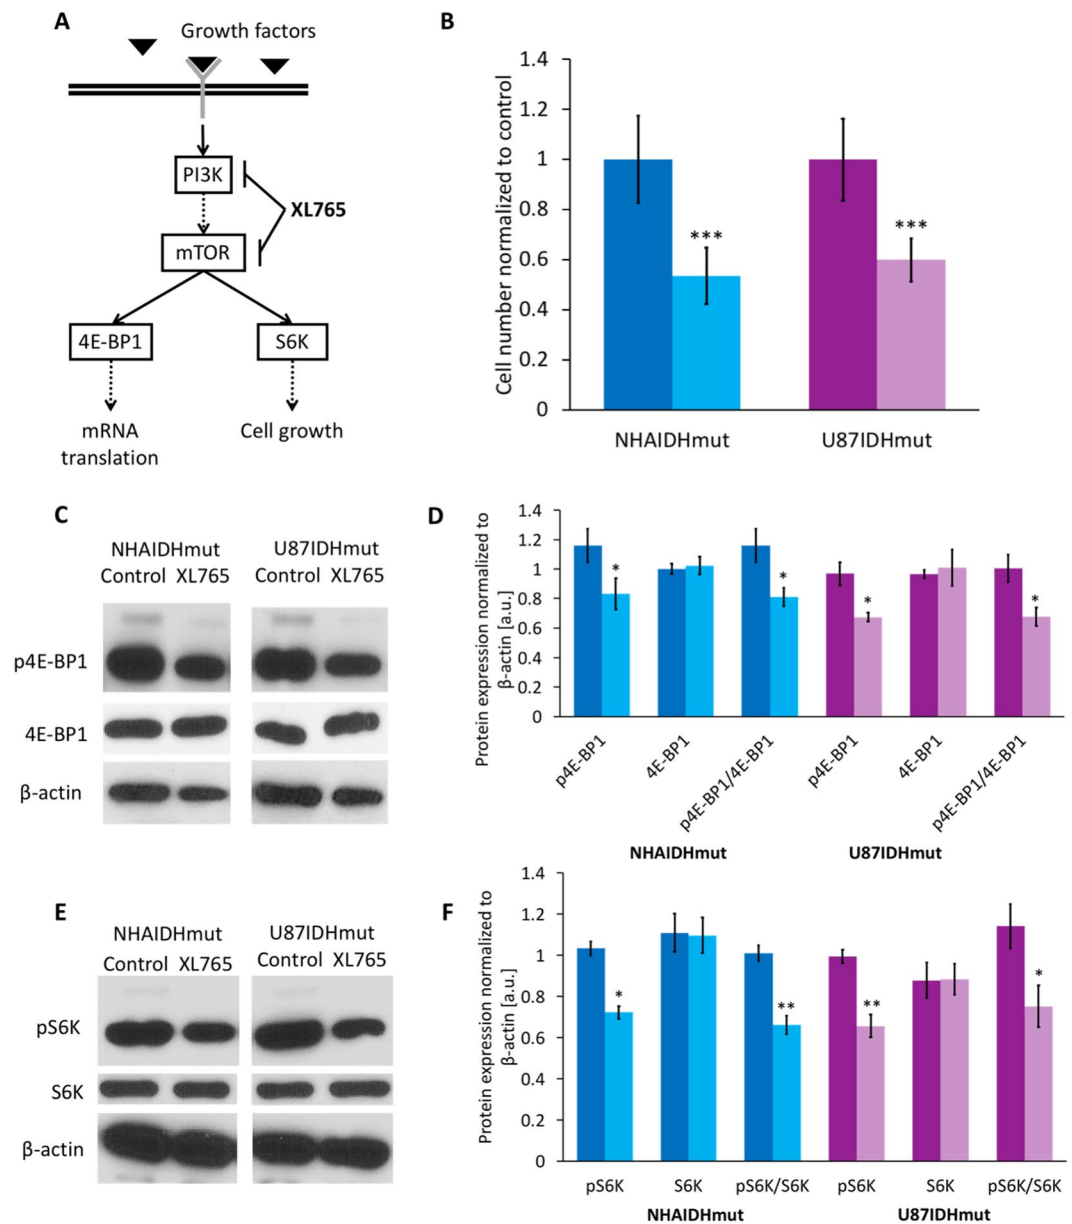 A
Growth factors
PI3K
XL765
mTOR
4E-BP1
S6K
mRNA
translation
Cell growth
B
Cell number normalized to control
1.4
1.2
1
0.8
0.6
0.4
0.2
0
***
***
NHAIDHmut
U87IDHmut
C
NHAIDHmut
U87IDHmut
Control XL765
Control XL765
p4E-BP1
4E-BP1
β-actin
D
Protein expression normalized to
β-actin [a.u.]
1.4
1.2
1
0.8
0.6
0.4
0.2
0
*
*
*
*
p4E-BP1
4E-BP1
p4E-BP1/4E-BP1
p4E-BP1
4E-BP1
p4E-BP1/4E-BP1
NHAIDHmut
U87IDHmut
E
NHAIDHmut
U87IDHmut
Control XL765
Control XL765
pS6K
S6K
β-actin
F
Protein expression normalized to
β-actin [a.u.]
1.4
1.2
1
0.8
0.6
0.4
0.2
0
*
**
**
*
pS6K
S6K
pS6K/S6K
pS6K
S6K
pS6K/S6K
NHAIDHmut
U87IDHmut